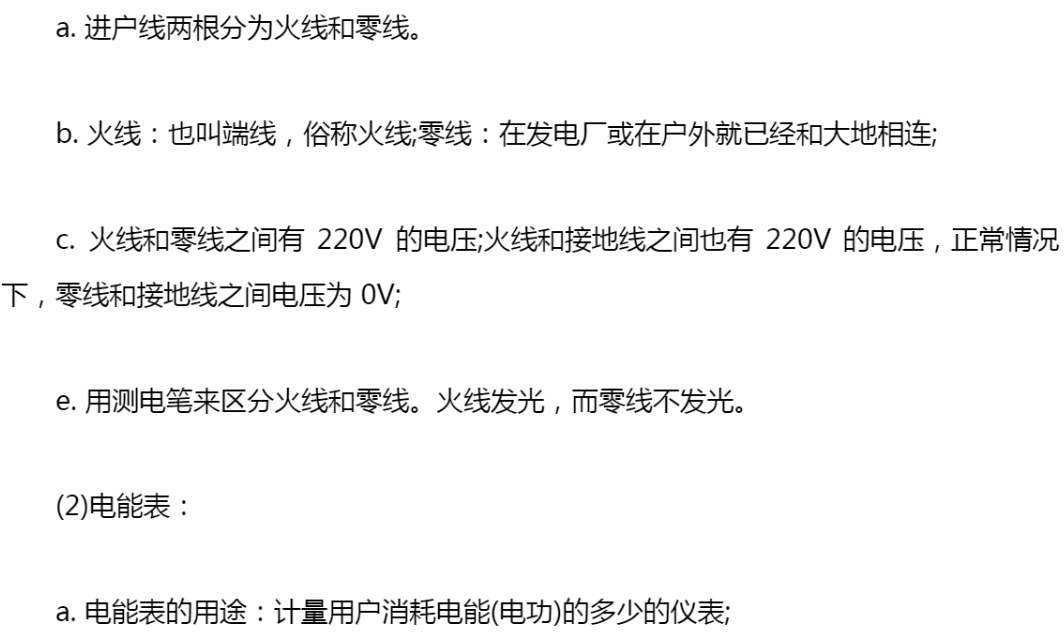 a. 进户线两根分为火线和零线。
b. 火线：也叫端线，俗称火线;零线：在发电厂或在户外就已经和大地相连;
c. 火线和零线之间有 220V 的电压;火线和接地线之间也有 220V 的电压，正常情况
下，零线和接地线之间电压为 0V;
e. 用测电笔来区分火线和零线。火线发光，而零线不发光。
(2)电能表：
a. 电能表的用途：计量用户消耗电能(电功)的多少的仪表;